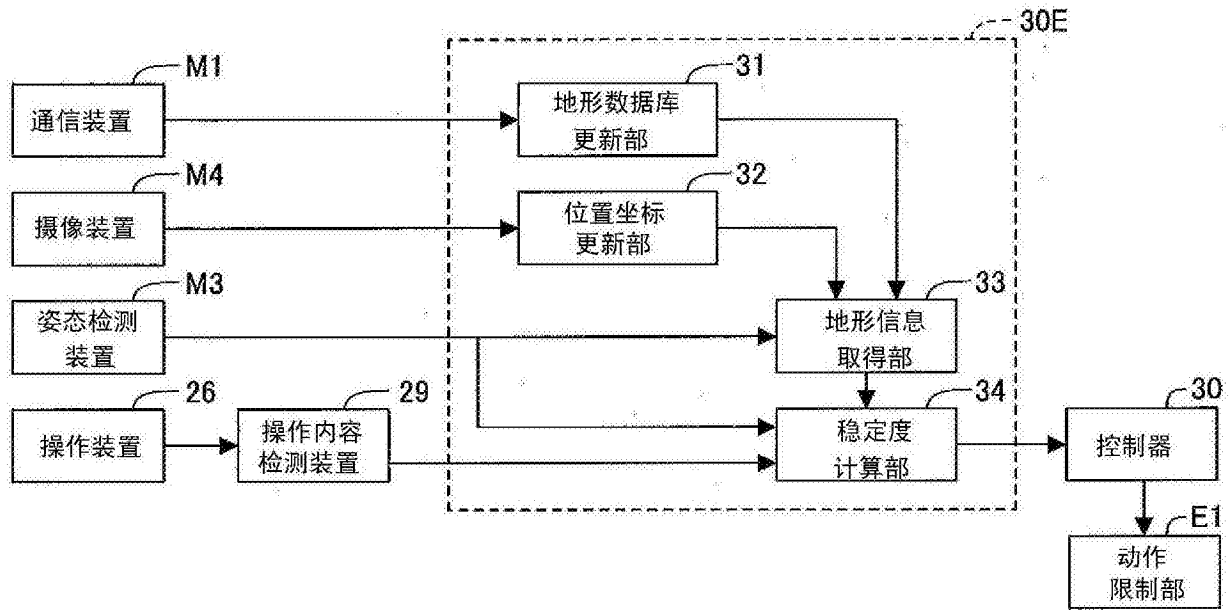 30E
M1
通信装置
31
地形数据库
更新部
M4
摄像装置
32
位置坐标
更新部
M3
姿态检测
装置
33
地形信息
取得部
26
操作装置
29
操作内容
检测装置
34
稳定度
计算部
30
控制器
E1
动作
限制部